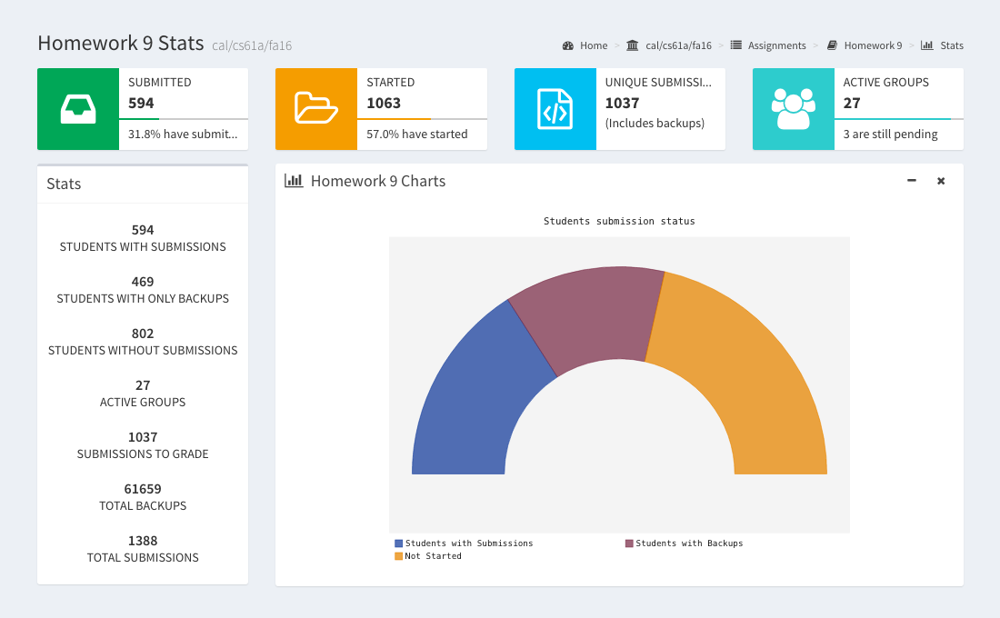 Homework 9 Stats cal/cs61a/fa16
Home > cal/cs61a/fa16 > Assignments > Homework 9 > Stats
SUBMITTED
594
31.8% have submit...
STARTED
1063
57.0% have started
UNIQUE SUBMISSI...
1037
(Includes backups)
ACTIVE GROUPS
27
3 are still pending
Stats
594
STUDENTS WITH SUBMISSIONS
469
STUDENTS WITH ONLY BACKUPS
802
STUDENTS WITHOUT SUBMISSIONS
27
ACTIVE GROUPS
1037
SUBMISSIONS TO GRADE
61659
TOTAL BACKUPS
1388
TOTAL SUBMISSIONS
Homework 9 Charts
Students submission status
Students with Submissions
Students with Backups
Not Started